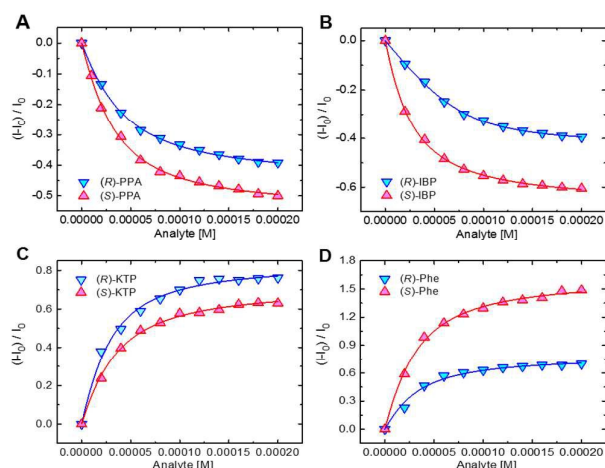 A
(I-I0) / I0
0.0
-0.1
-0.2
-0.3
-0.4
-0.5
(R)-PPA
(S)-PPA
0.00000 0.00005 0.00010 0.00015 0.00020
Analyte [M]
B
(I-I0) / I0
0.0
-0.2
-0.4
-0.6
(R)-IBP
(S)-IBP
0.00000 0.00005 0.00010 0.00015 0.00020
Analyte [M]
C
(I-I0) / I0
0.8
0.6
0.4
0.2
0.0
(R)-KTP
(S)-KTP
0.00000 0.00005 0.00010 0.00015 0.00020
Analyte [M]
D
(I-I0) / I0
1.8
1.5
1.2
0.9
0.6
0.3
0.0
(R)-Phe
(S)-Phe
0.00000 0.00005 0.00010 0.00015 0.00020
Analyte [M]